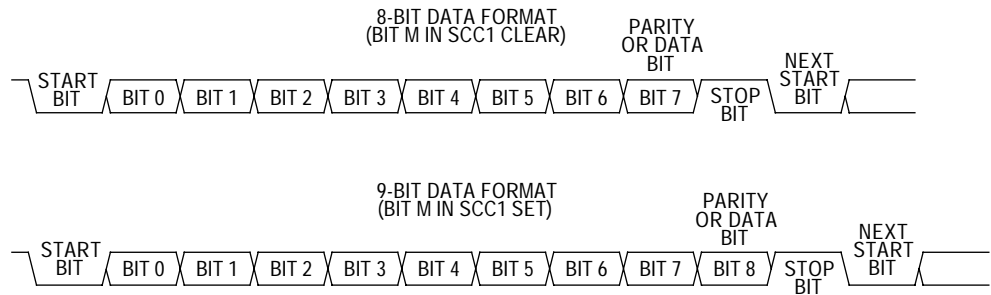 8-BIT DATA FORMAT
(BIT M IN SCC1 CLEAR)
PARITY
OR DATA
BIT
START
BIT
BIT 0
BIT 1
BIT 2
BIT 3
BIT 4
BIT 5
BIT 6
BIT 7
STOP
BIT
NEXT
START
BIT
9-BIT DATA FORMAT
(BIT M IN SCC1 SET)
PARITY
OR DATA
BIT
START
BIT
BIT 0
BIT 1
BIT 2
BIT 3
BIT 4
BIT 5
BIT 6
BIT 7
BIT 8
STOP
BIT
NEXT
START
BIT